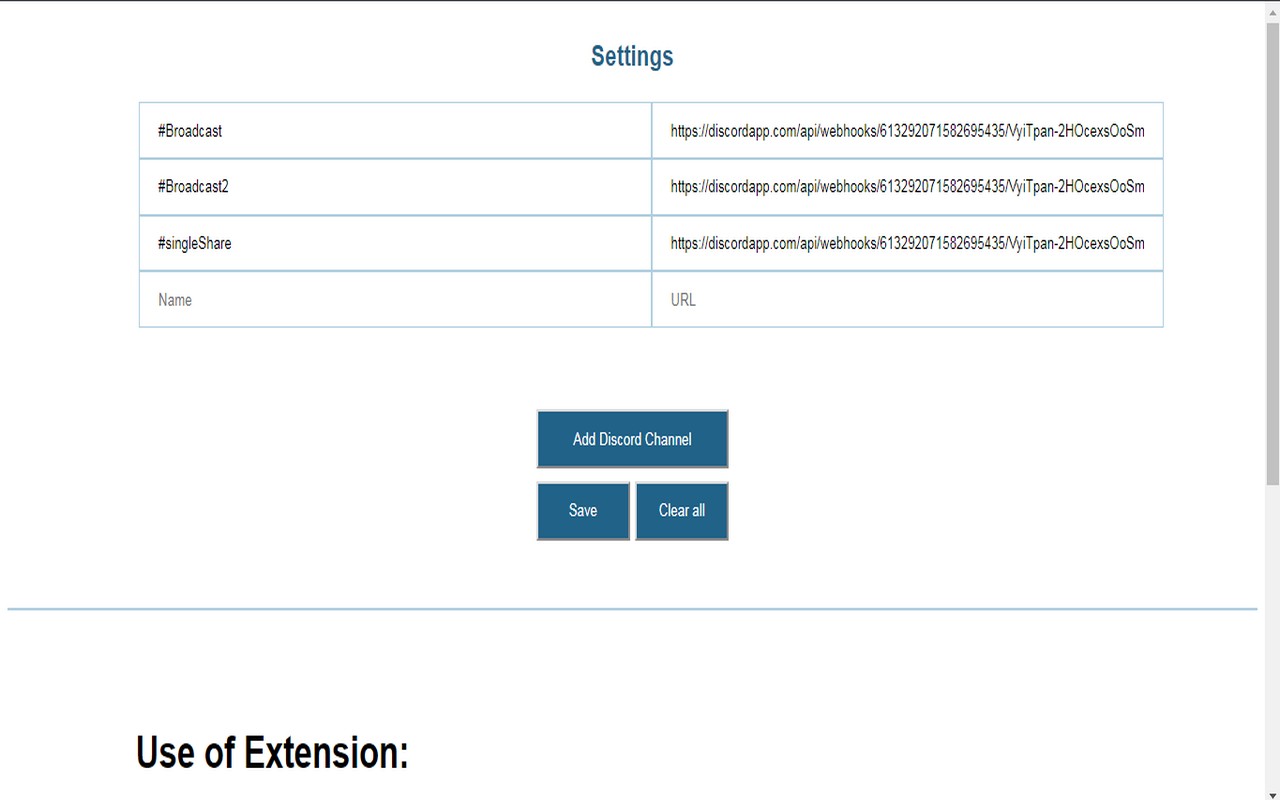 Settings
#Broadcast https://discordapp.com/api/webhooks/613292071582695435/VyiTpan-2HOcexsOoSm
#Broadcast2 https://discordapp.com/api/webhooks/613292071582695435/VyiTpan-2HOcexsOoSm
#singleShare https://discordapp.com/api/webhooks/613292071582695435/VyiTpan-2HOcexsOoSm
Name URL
Add Discord Channel
Save Clear all
Use of Extension: